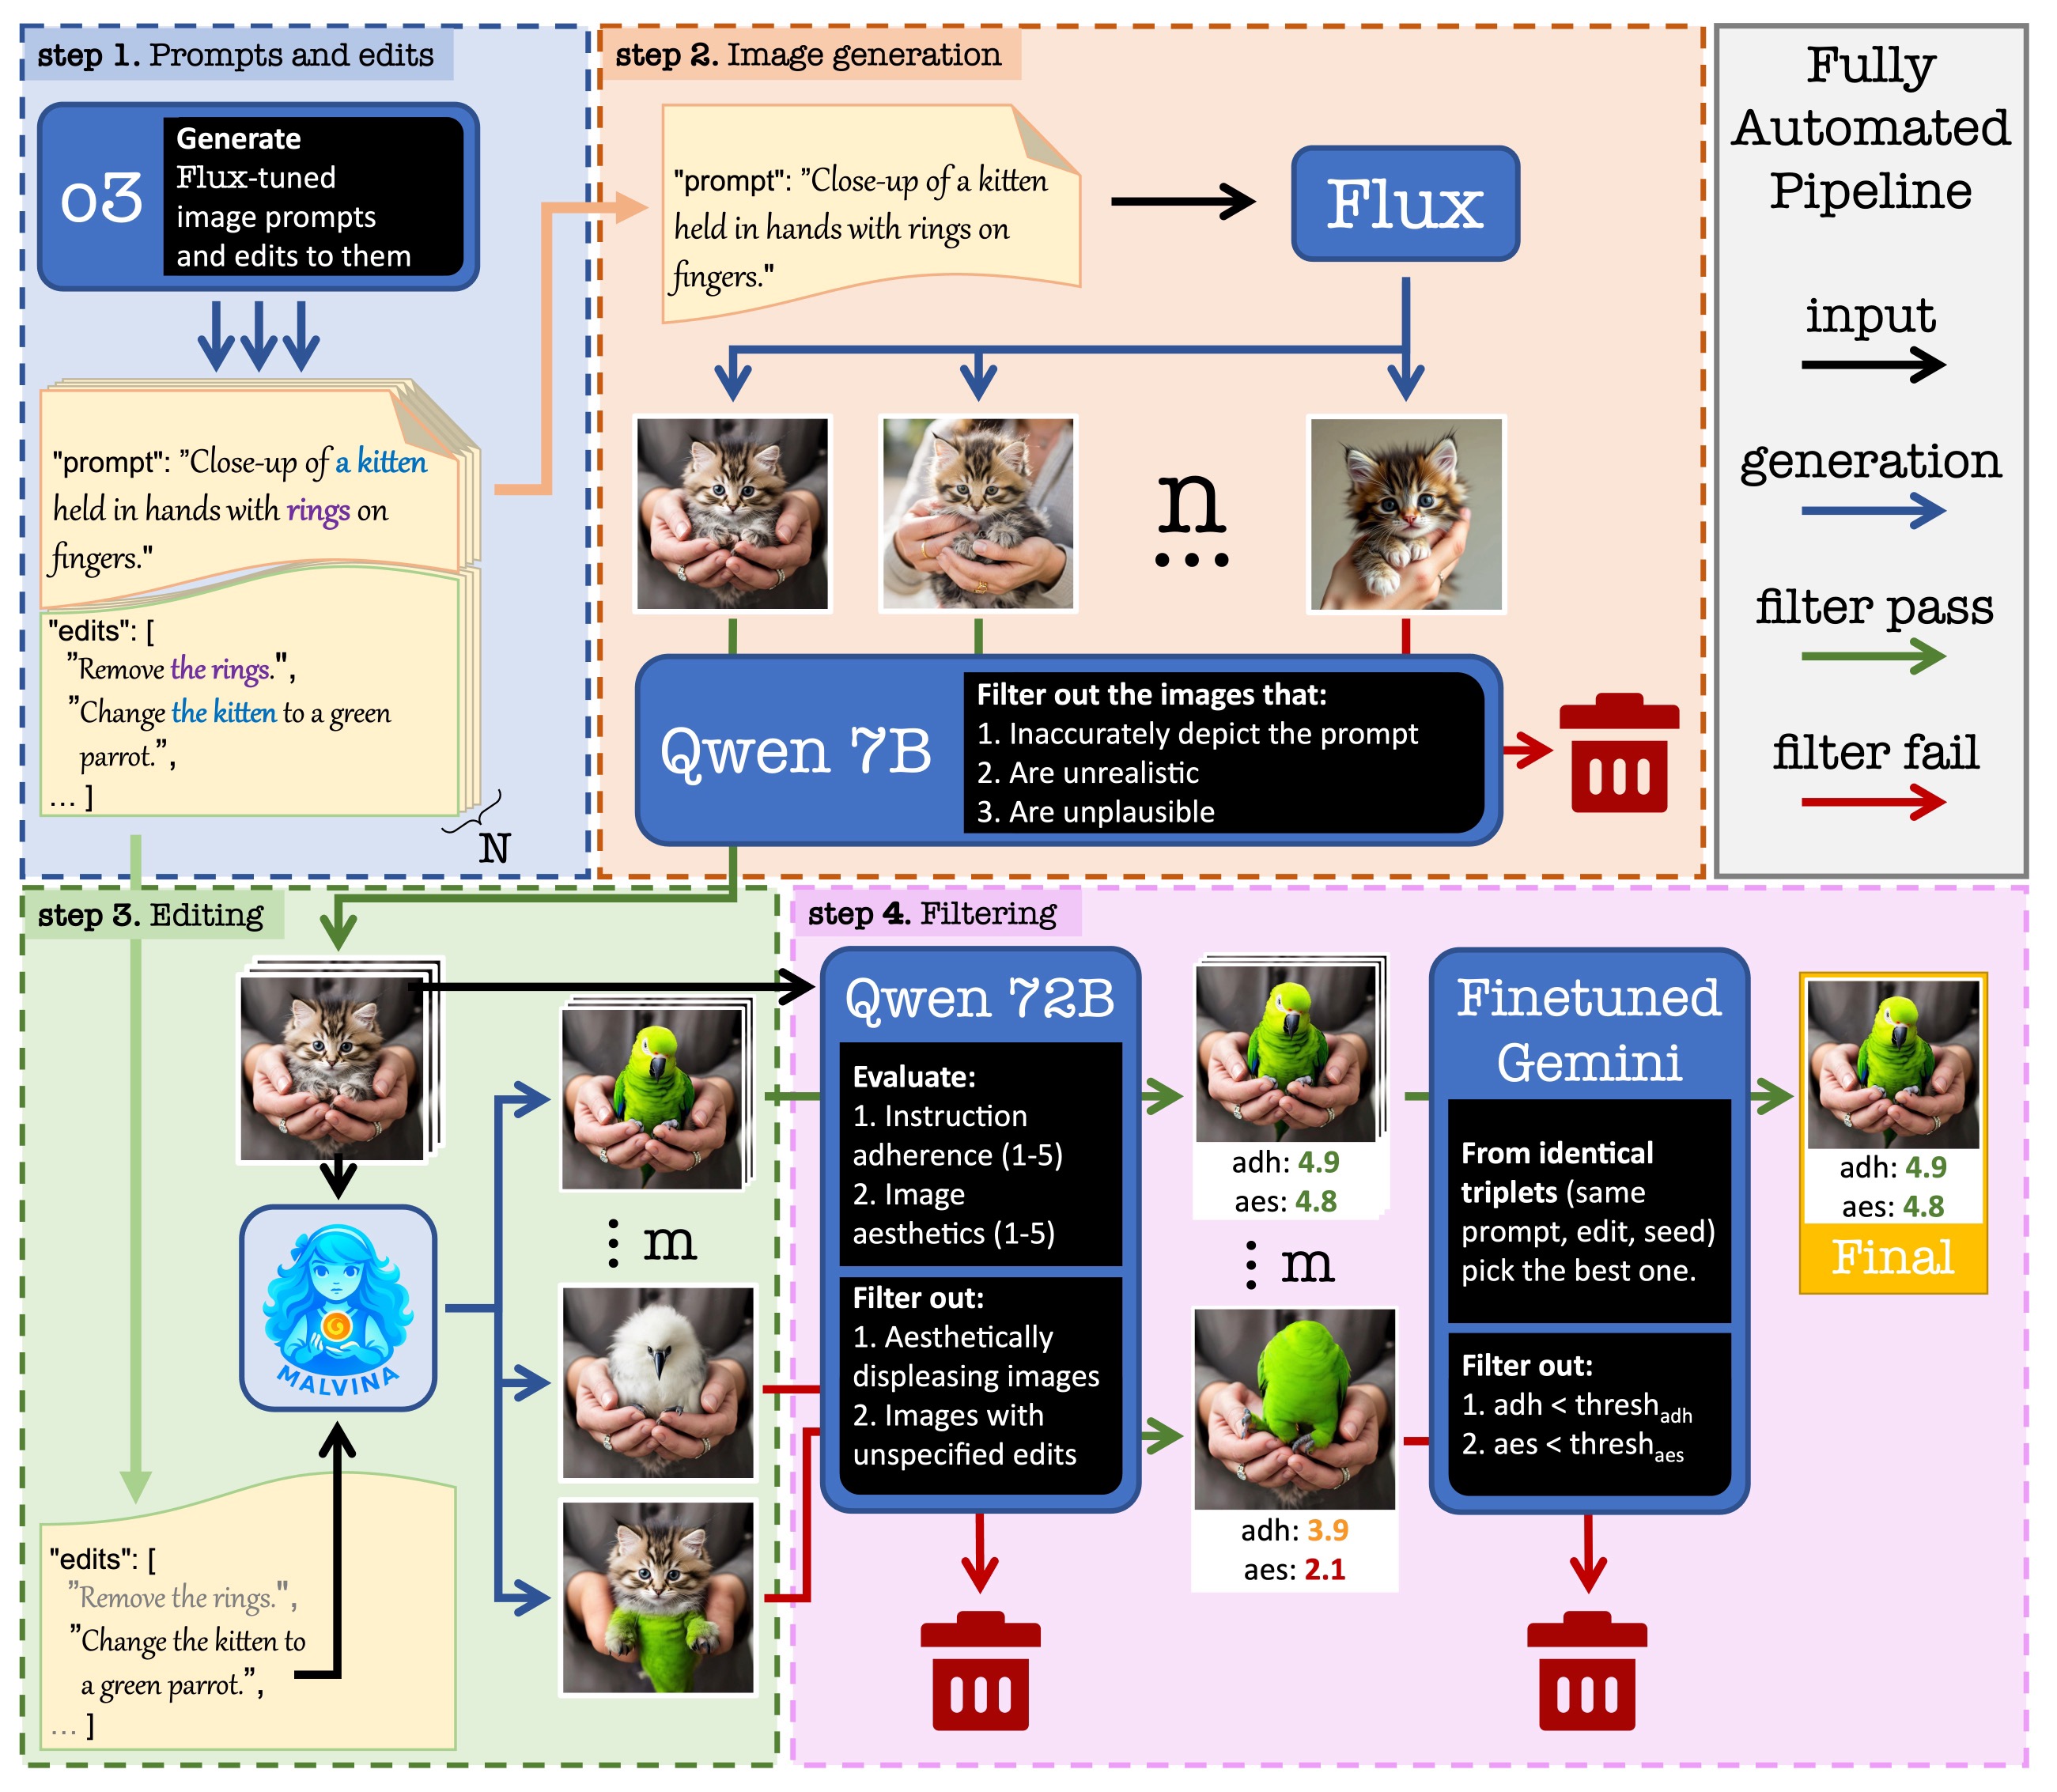 step 1. Prompts and edits
o3
Generate
Flux-tuned
image prompts
and edits to them
"prompt": "Close-up of a kitten
held in hands with rings on
fingers."
"edits": [
"Remove the rings.",
"Change the kitten to a green
parrot.",
... ]
N
step 2. Image generation
"prompt": "Close-up of a kitten
held in hands with rings on
fingers."
Flux
n
...
Qwen 7B
Filter out the images that:
1. Inaccurately depict the prompt
2. Are unrealistic
3. Are unplausible
Fully
Automated
Pipeline
input
generation
filter pass
filter fail
step 3. Editing
MALVINA
m
"edits": [
"Remove the rings.",
"Change the kitten to
a green parrot.",
... ]
step 4. Filtering
Qwen 72B
Evaluate:
1. Instruction
adherence (1-5)
2. Image
aesthetics (1-5)
Filter out:
1. Aesthetically
displeasing images
2. Images with
unspecified edits
adh: 4.9
aes: 4.8
m
adh: 3.9
aes: 2.1
Finetuned
Gemini
From identical
triplets (same
prompt, edit, seed)
pick the best one.
Filter out:
1. adh < thresh_adh
2. aes < thresh_aes
adh: 4.9
aes: 4.8
Final